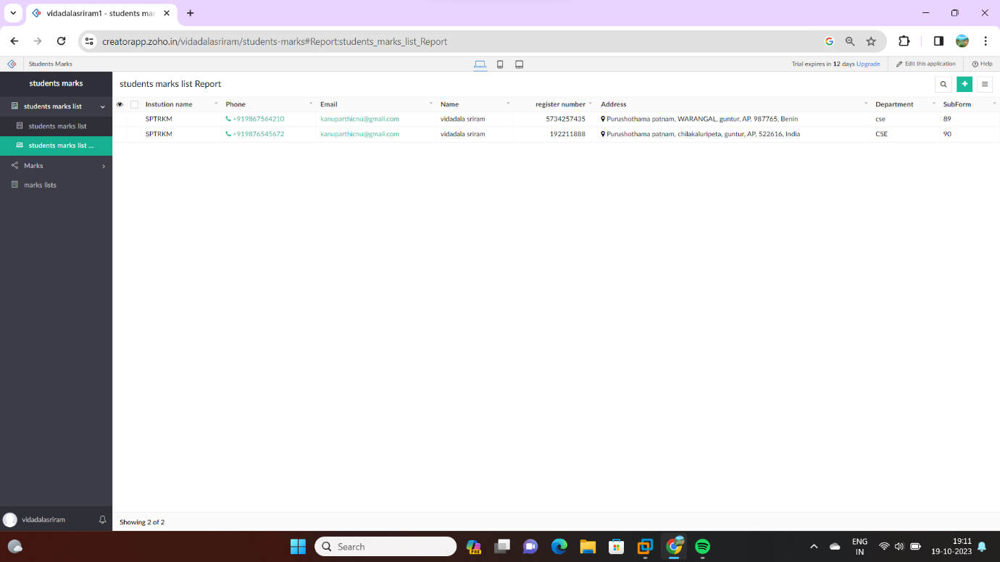 vidadalasriram1 - students mar
creatorapp.zoho.in/vidadalasriram/students-marks#Report:students_marks_list_Report
Students Marks
Trial expires in 12 days Upgrade
Edit this application
Help
students marks
students marks list Report
students marks list
students marks list
students marks list ...
Marks
marks lists
Instution name Phone Email Name register number Address Department SubForm
SPTRKM +919867564210 kanuparthicnu@gmail.com vidadala sriram 5734257435 Purushothama patnam, WARANGAL, guntur, AP, 987765, Benin cse 89
SPTRKM +919876545672 kanuparthicnu@gmail.com vidadala sriram 192211888 Purushothama patnam, chilakaluripeta, guntur, AP, 522616, India CSE 90
vidadalasriram
Showing 2 of 2
Search
PRE
ENG
IN
19:11
19-10-2023